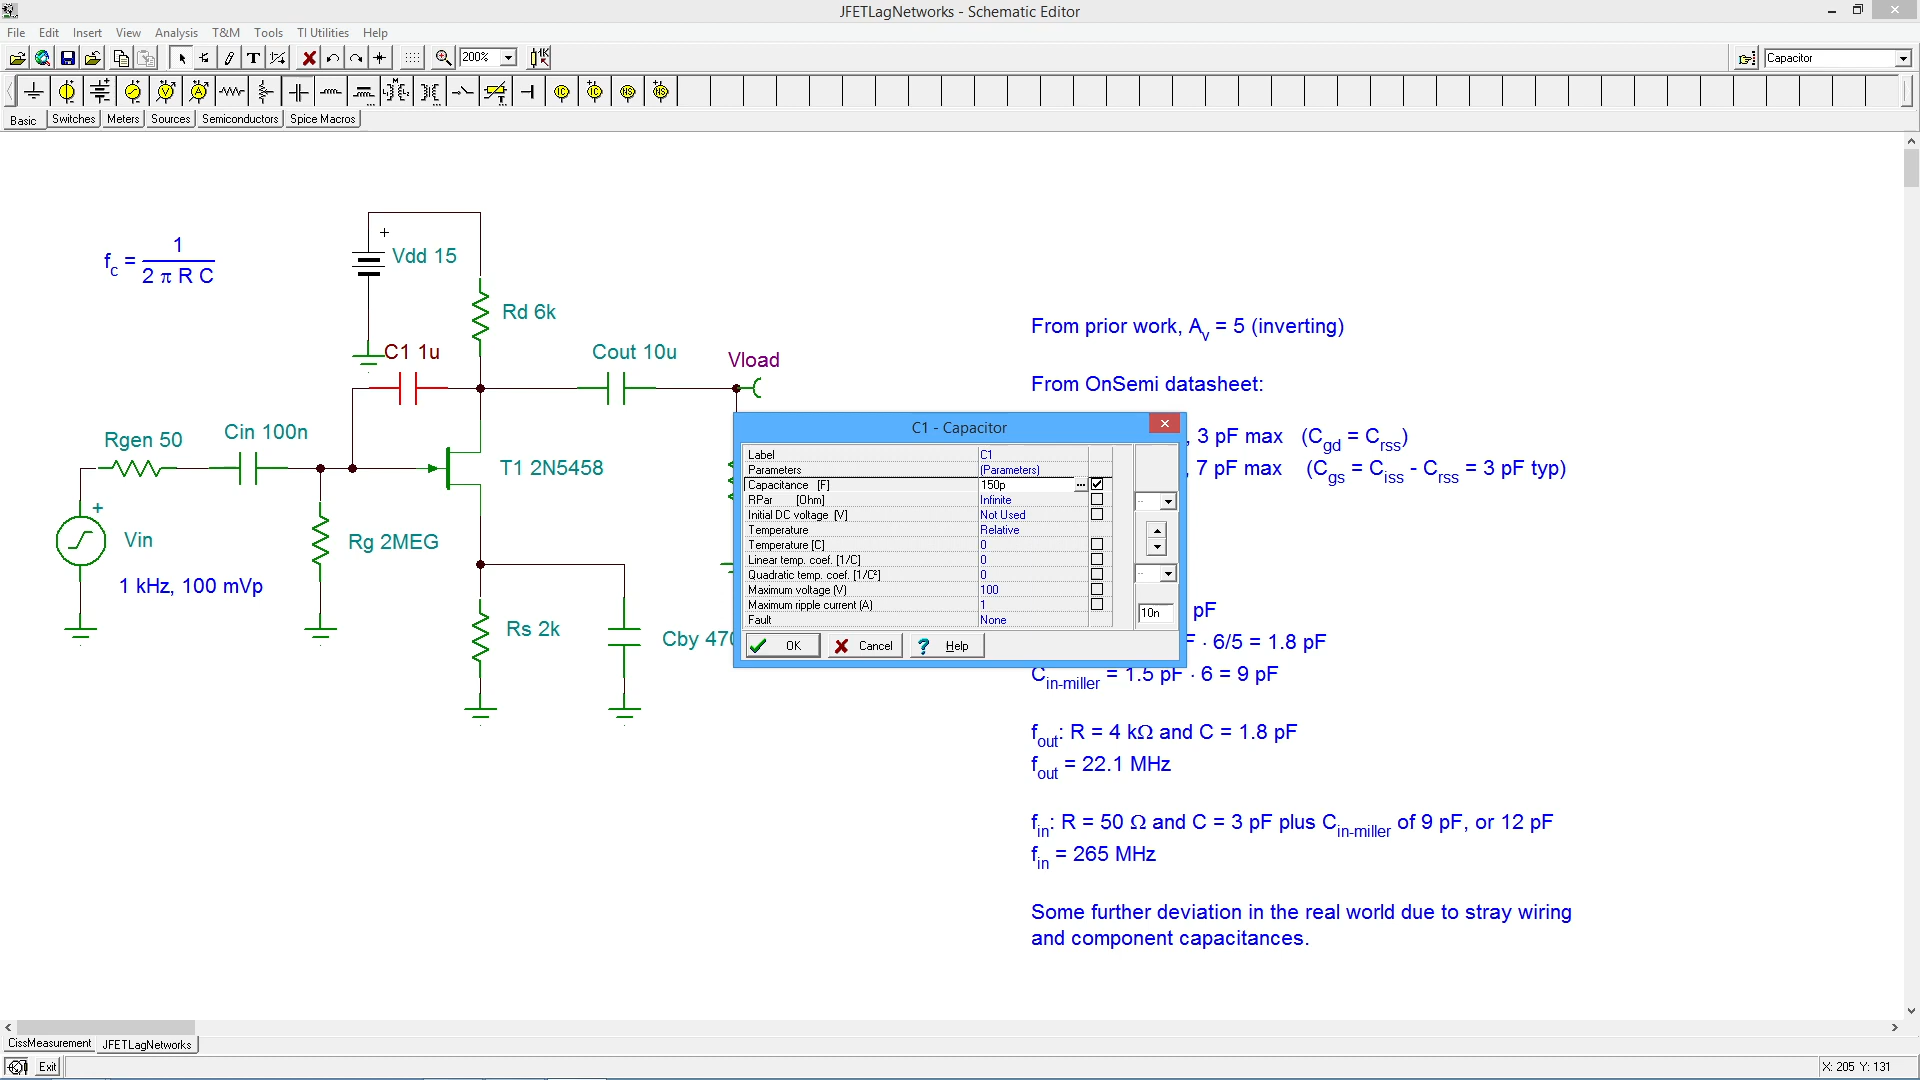 JFETLagNetworks - Schematic Editor
File Edit Insert View Analysis T&M Tools TI Utilities Help
200%
Capacitor
Basic Switches Meters Sources Semiconductors Spice Macros
f_c = 1 / 2 π R C
+
Vdd 15
Rd 6k
C1 1u
Cout 10u
Vload
Rgen 50
Cin 100n
T1 2N5458
+
Vin
Rg 2MEG
1 kHz, 100 mVp
Rs 2k
Cby 470
From prior work, A_v = 5 (inverting)
From OnSemi datasheet:
, 3 pF max (C_gd = C_rss)
, 7 pF max (C_gs = C_iss - C_rss = 3 pF typ)
pF
F · 6/5 = 1.8 pF
C_in-miller = 1.5 pF · 6 = 9 pF
f_out: R = 4 kΩ and C = 1.8 pF
f_out = 22.1 MHz
f_in: R = 50 Ω and C = 3 pF plus C_in-miller of 9 pF, or 12 pF
f_in = 265 MHz
Some further deviation in the real world due to stray wiring
and component capacitances.
C1 - Capacitor
Label C1
Parameters (Parameters)
Capacitance [F] 150p ...
RPar [Ohm] Infinite
Initial DC voltage [V] Not Used
Temperature Relative
Temperature [C] 0
Linear temp. coef. [1/C] 0
Quadratic temp. coef. [1/C²] 0
Maximum voltage (V) 100
Maximum ripple current (A) 1
Fault None
10n
OK Cancel Help
CissMeasurement JFETLagNetworks
Exit
X: 205 Y: 131